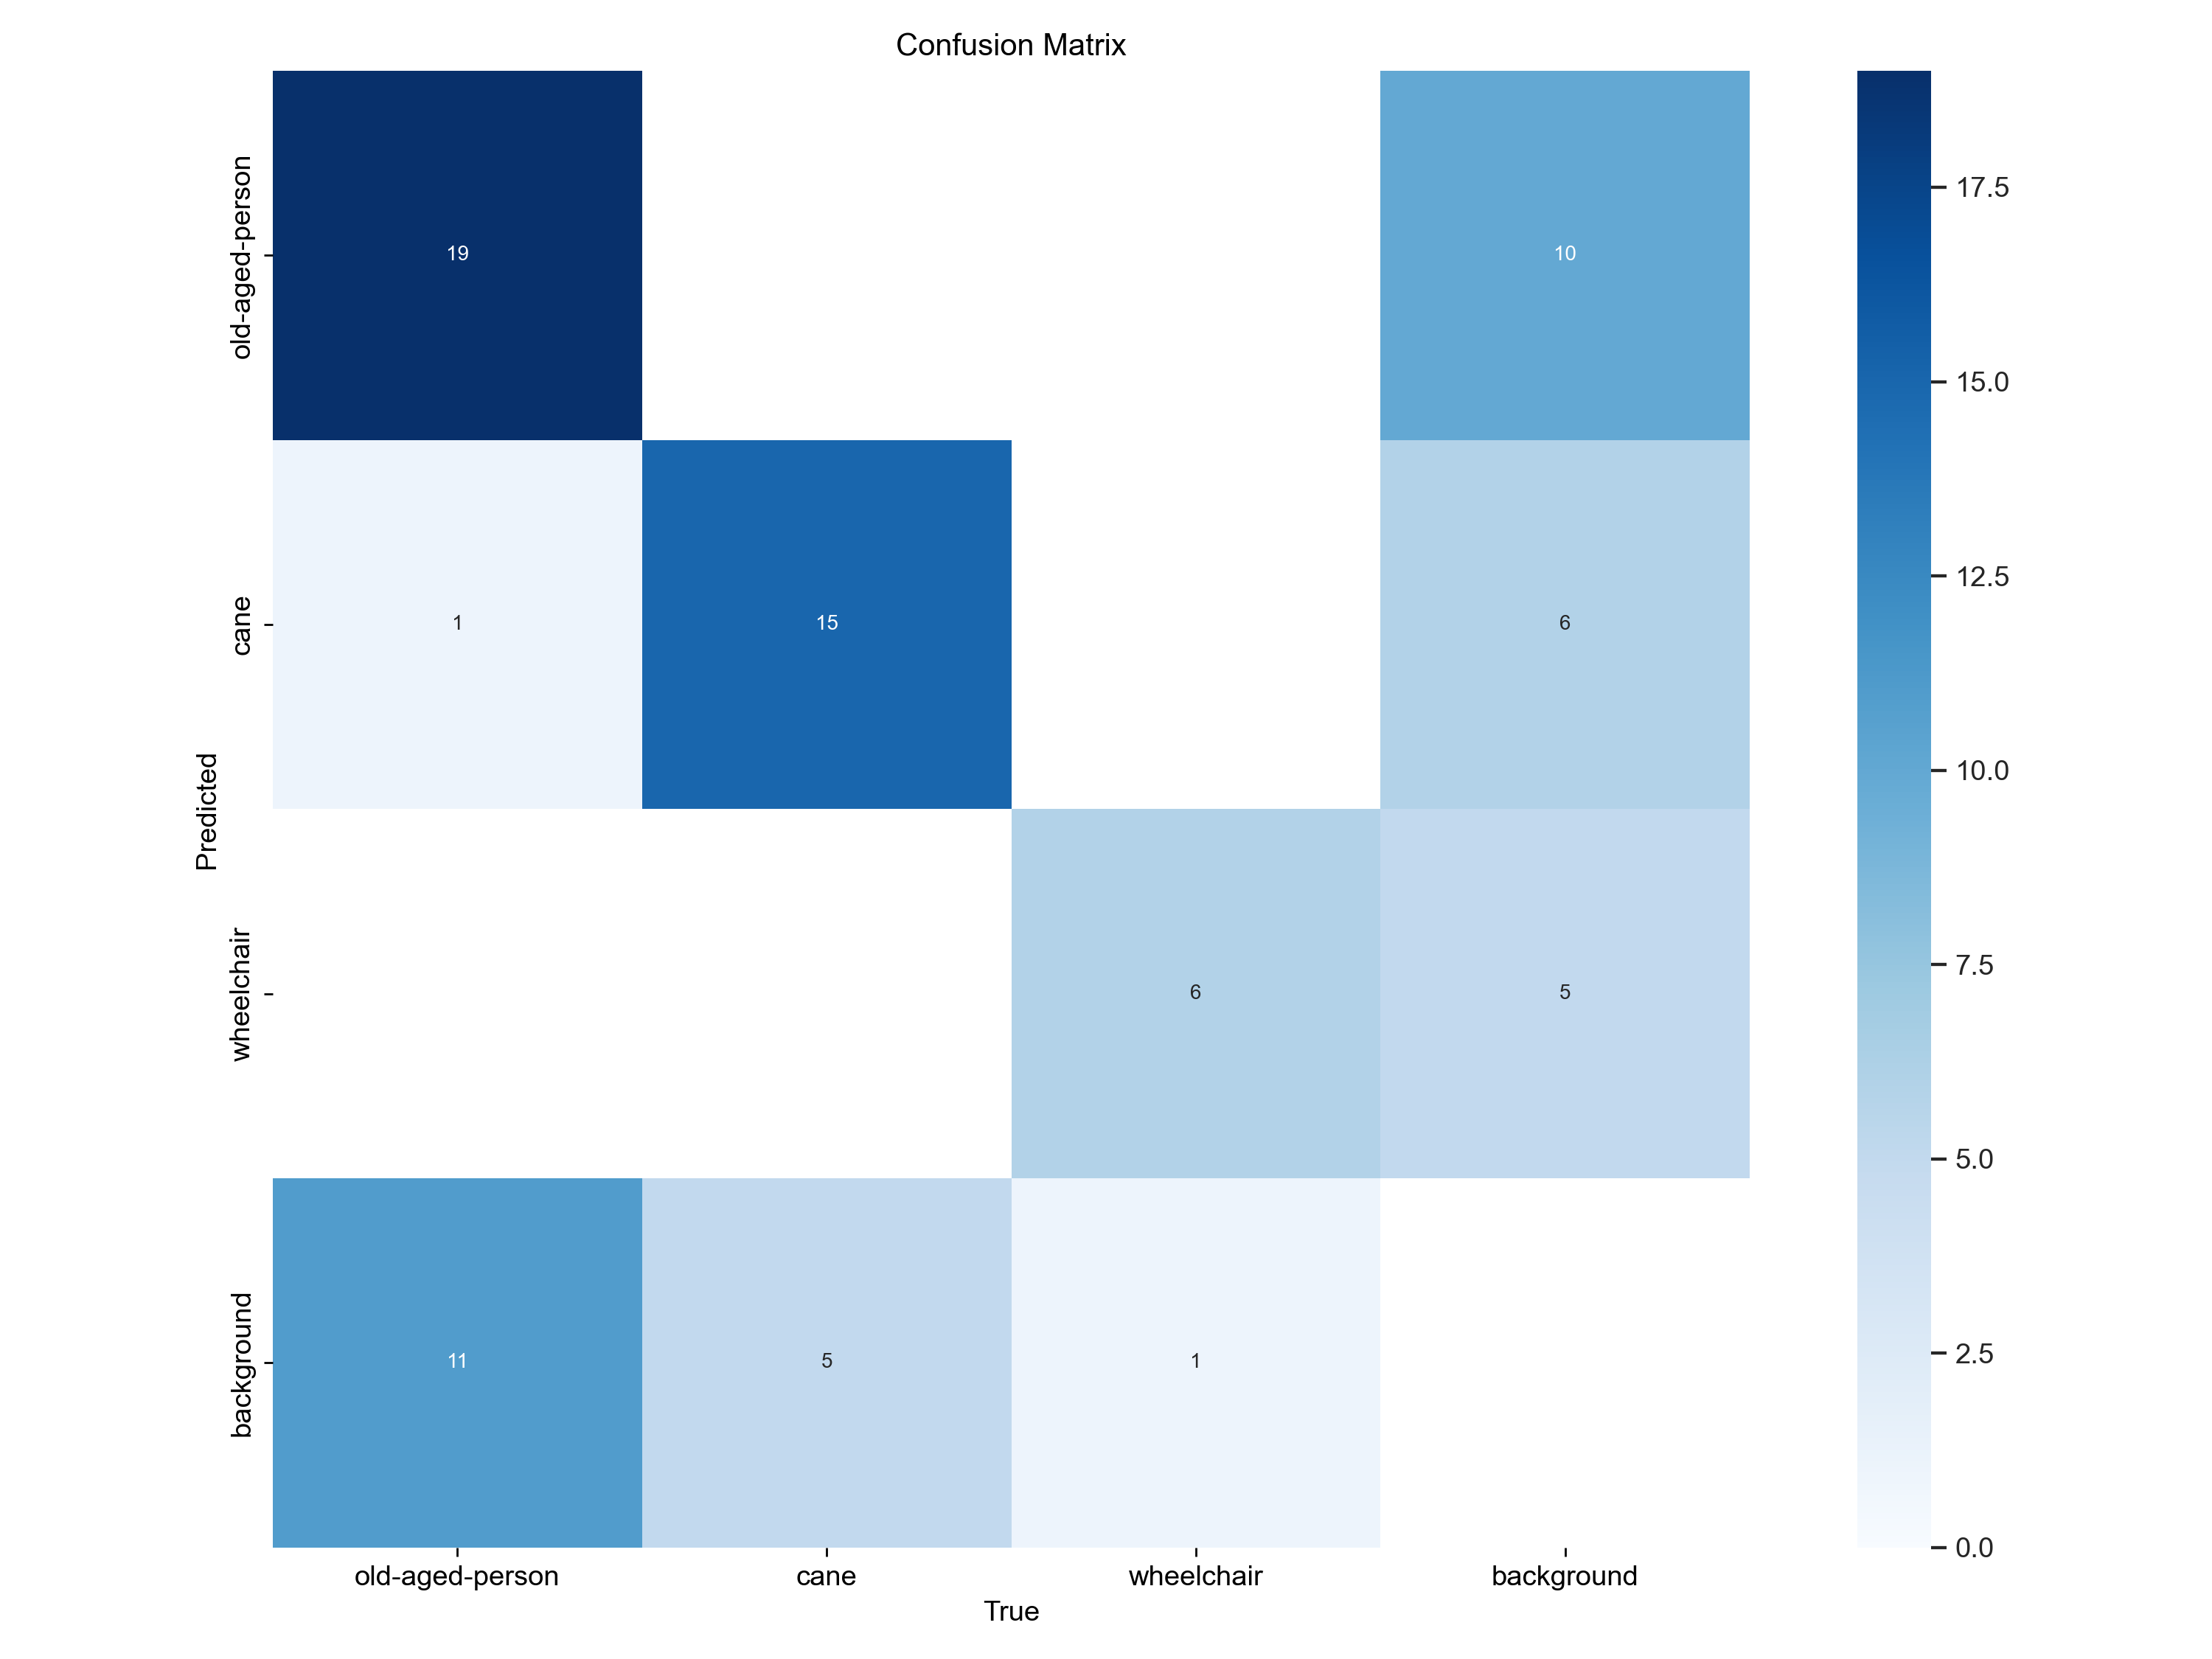 Confusion Matrix
old-aged-person
19
10
cane
1
15
6
Predicted
wheelchair
6
5
background
11
5
1
old-aged-person
cane
wheelchair
background
True
17.5
15.0
12.5
10.0
7.5
5.0
2.5
0.0